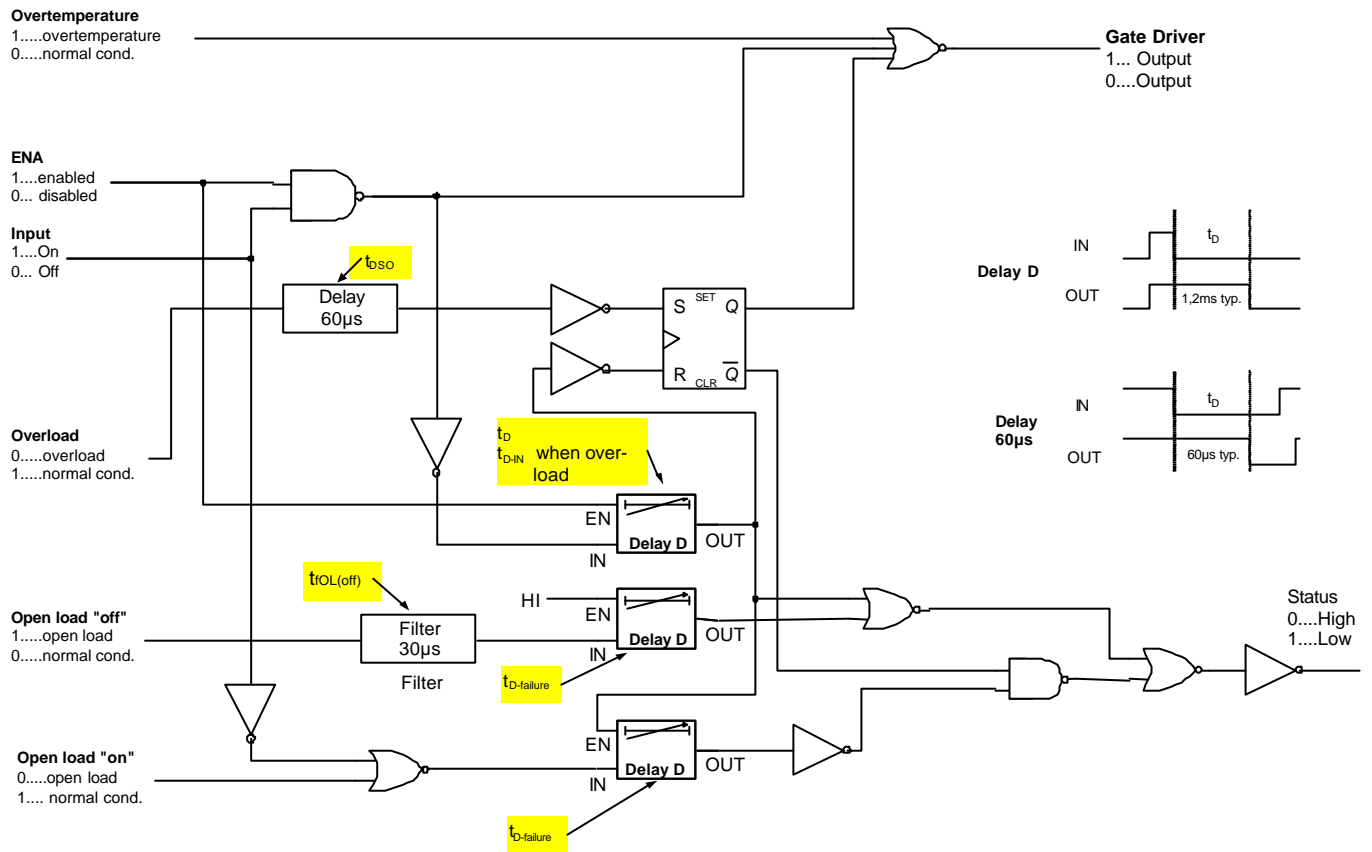 Overtemperature
1.....overtemperature
0.....normal cond.
Gate Driver
1... Output
0....Output
ENA
1....enabled
0... disabled
Input
1....On
0... Off
tDSO
Delay
60µs
S
SET
Q
R
CLR
Q
Delay D
IN
tD
OUT
1,2ms typ.
Delay
60µs
IN
tD
OUT
60µs typ.
Overload
0.....overload
1.....normal cond.
tD
tD-IN when over-
load
EN
IN
Delay D
OUT
tfOL(off)
Open load "off"
1.....open load
0.....normal cond.
Filter
30µs
Filter
HI
EN
IN
Delay D
OUT
tD-failure
Status
0....High
1....Low
Open load "on"
0.....open load
1.... normal cond.
EN
IN
Delay D
OUT
tD-failure